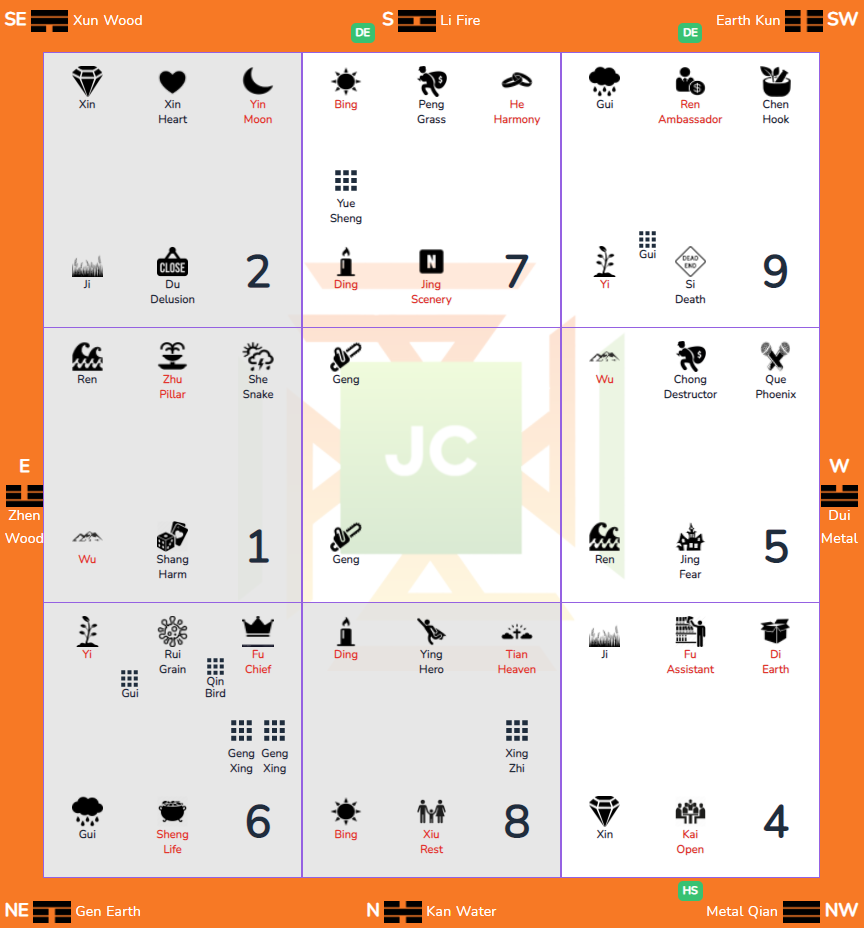 SE Xun Wood
S Li Fire
Earth Kun SW
DE
DE
Xin
Xin
Heart
Yin
Moon
Ji
CLOSE
Du
Delusion
2
Bing
Peng
Grass
He
Harmony
Yue
Sheng
Ding
N
Jing
Scenery
7
Gui
Ren
Ambassador
Chen
Hook
Yi
Gui
DEAD
END
Si
Death
9
E
Zhen
Wood
Ren
Zhu
Pillar
She
Snake
Wu
Shang
Harm
1
Geng
JC
Geng
Wu
Chong
Destructor
Que
Phoenix
Ren
Jing
Fear
5
W
Dui
Metal
Yi
Rui
Grain
Fu
Chief
Gui
Qin
Bird
Geng
Xing
Geng
Xing
Gui
Sheng
Life
6
Ding
Ying
Hero
Tian
Heaven
Xing
Zhi
Bing
Xiu
Rest
8
Ji
Fu
Assistant
Di
Earth
Xin
Kai
Open
4
HS
NE Gen Earth
N Kan Water
Metal Qian NW